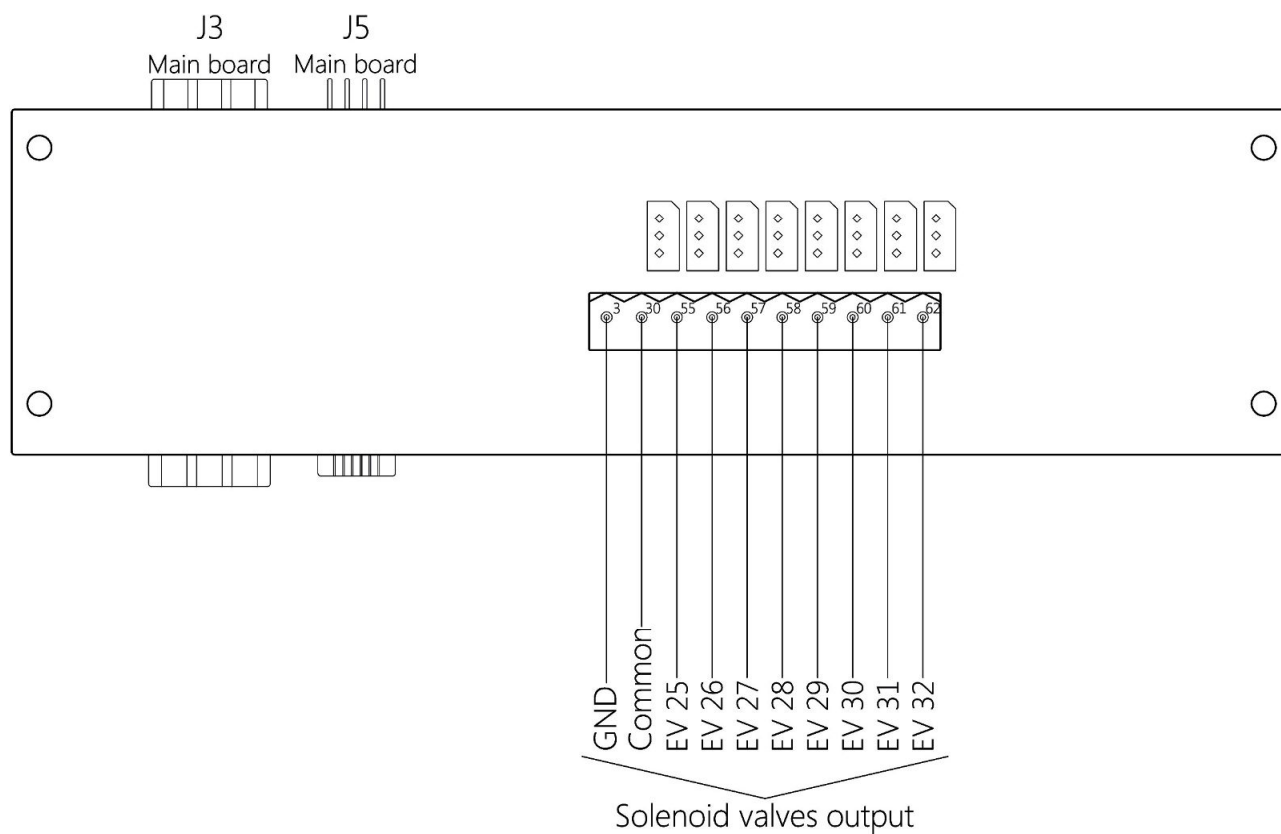 J3 J5
Main board Main board
3 30 55 56 57 58 59 60 61 62
GND
Common
EV 25
EV 26
EV 27
EV 28
EV 29
EV 30
EV 31
EV 32
Solenoid valves output